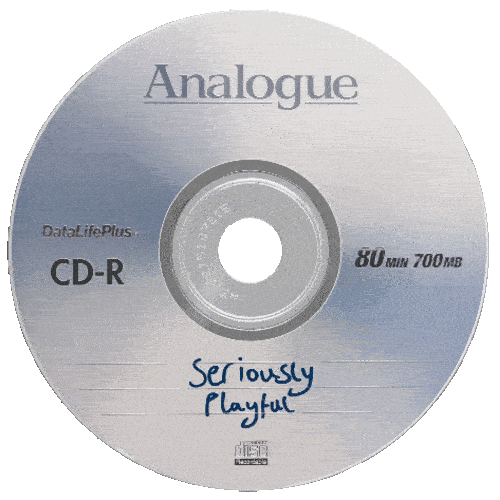 Analogue
DataLifePlus
CD-R
80 MIN 700 MB
Seriously
Playful